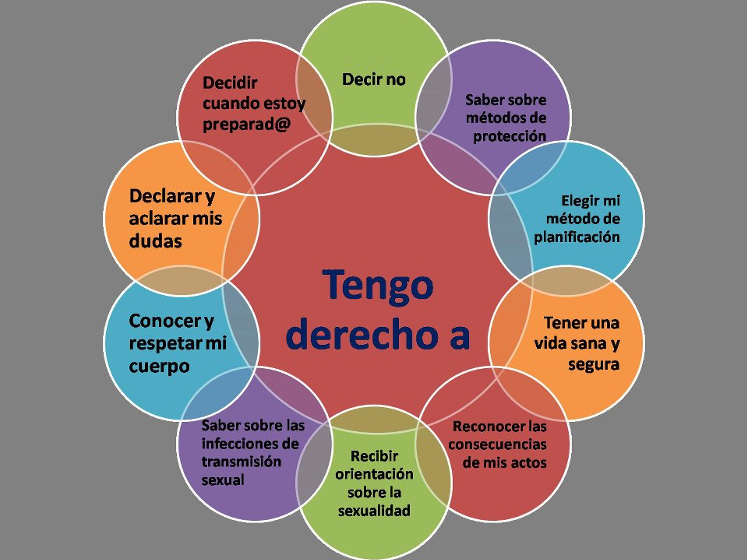 Tengo
derecho a
Decir no
Saber sobre
métodos de
protección
Elegir mi
método de
planificación
Tener una
vida sana y
segura
Reconocer las
consecuencias
de mis actos
Recibir
orientación
sobre la
sexualidad
Saber sobre las
infecciones de
transmisión
sexual
Conocer y
respetar mi
cuerpo
Declarar y
aclarar mis
dudas
Decidir
cuando estoy
preparad@